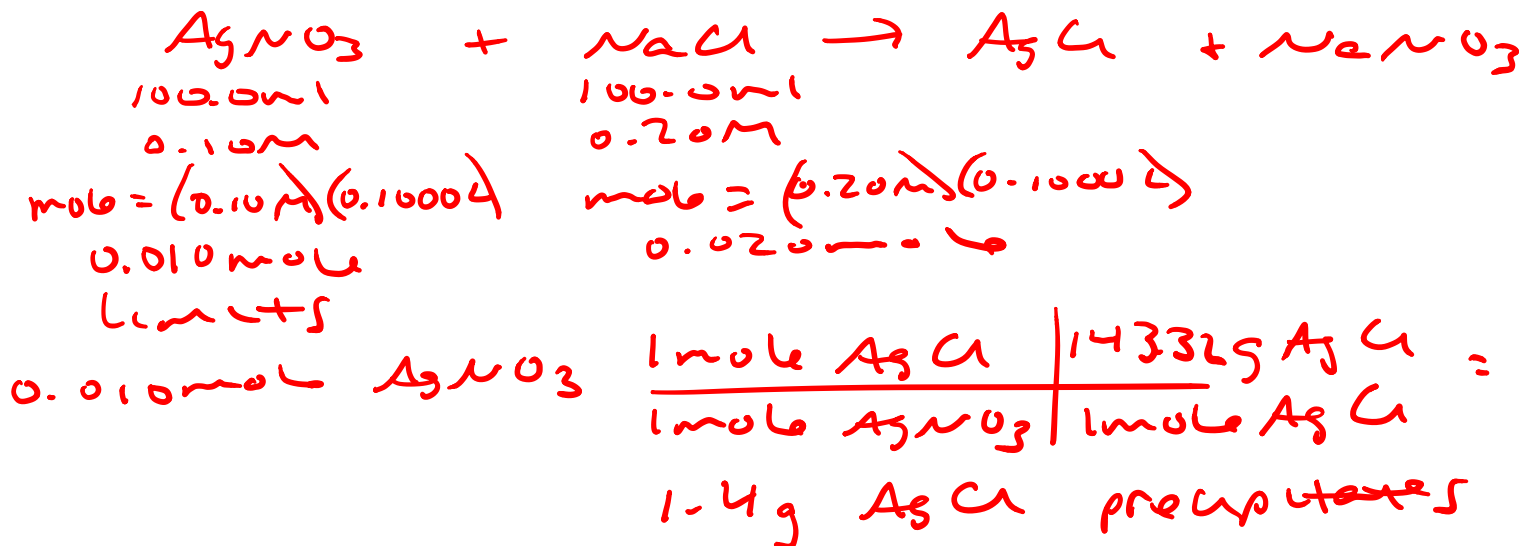 AgNO3 + NaCl → AgCl + NaNO3
100.0ml 100.0ml
0.10M 0.20M
mole = (0.10M)(0.1000L) mole = (0.20M)(0.1000L)
0.010 mole 0.020 mole
Limits
0.010 mole AgNO3 1 mole AgCl | 143.32g AgCl =
1 mole AgNO3 | 1 mole AgCl
1.4g AgCl precipitates